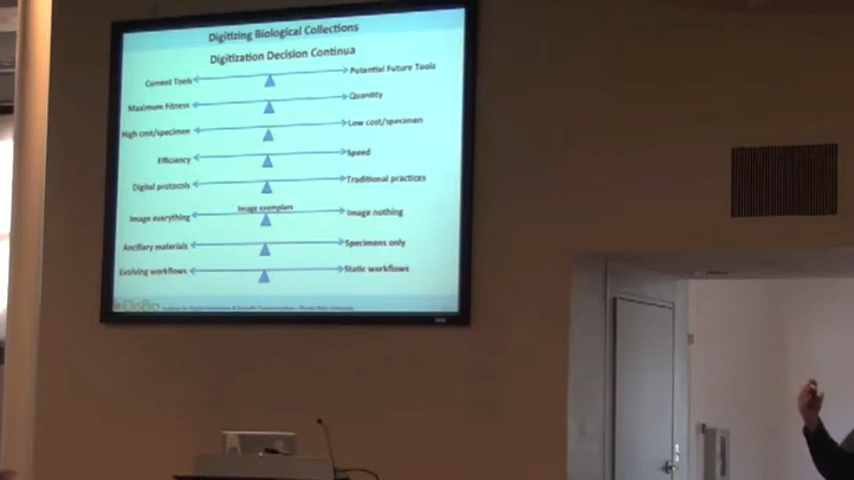 Digitizing Biological Collections
Digitization Decision Continua
Current Tools Potential Future Tools
Maximum Fitness Quantity
High cost/specimen Low cost/specimen
Efficiency Speed
Digital protocols Traditional practices
Image exemplars
Image everything Image nothing
Ancillary materials Specimens only
Evolving workflows Static workflows
iDigBio